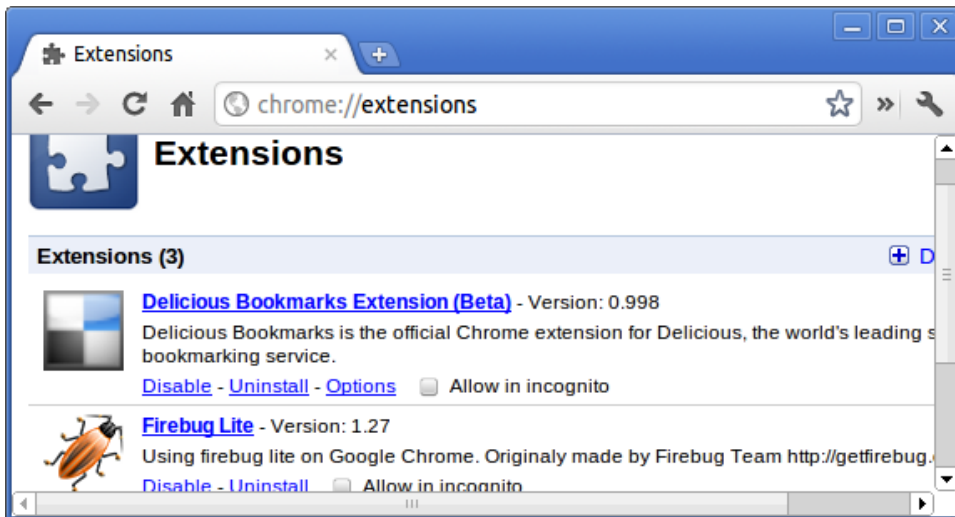 Extensions
chrome://extensions
Extensions
Extensions (3)
D
Delicious Bookmarks Extension (Beta) - Version: 0.998
Delicious Bookmarks is the official Chrome extension for Delicious, the world's leading s
bookmarking service.
Disable - Uninstall - Options Allow in incognito
Firebug Lite - Version: 1.27
Using firebug lite on Google Chrome. Originaly made by Firebug Team http://getfirebug.
Disable - Uninstall Allow in incognito